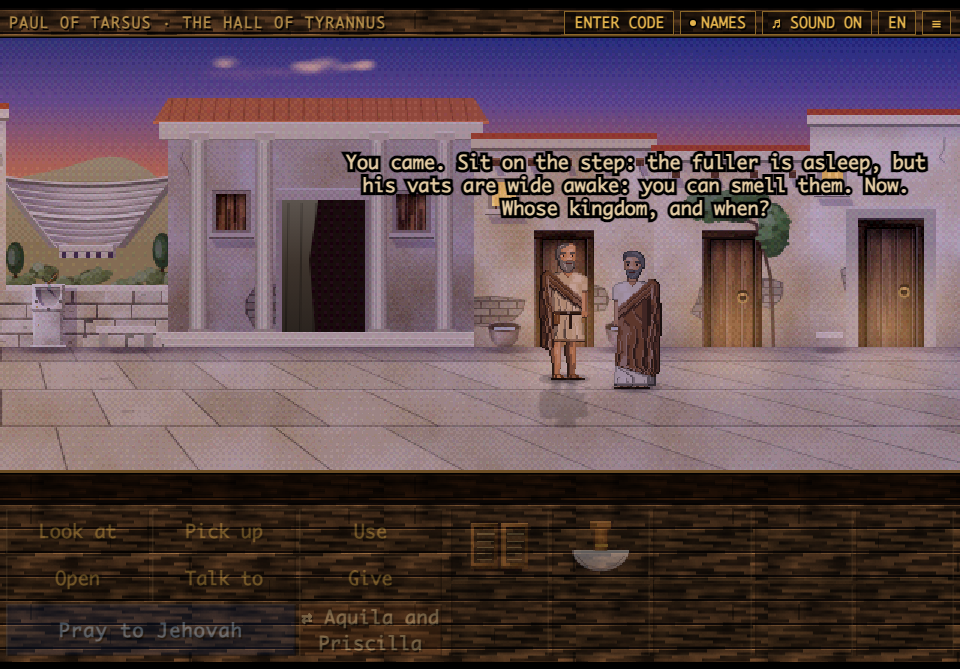 PAUL OF TARSUS · THE HALL OF TYRANNUS
ENTER CODE
• NAMES
♬ SOUND ON
EN
≡
You came. Sit on the step: the fuller is asleep, but
his vats are wide awake: you can smell them. Now.
Whose kingdom, and when?
Look at
Pick up
Use
Open
Talk to
Give
Pray to Jehovah
⇄ Aquila and
Priscilla